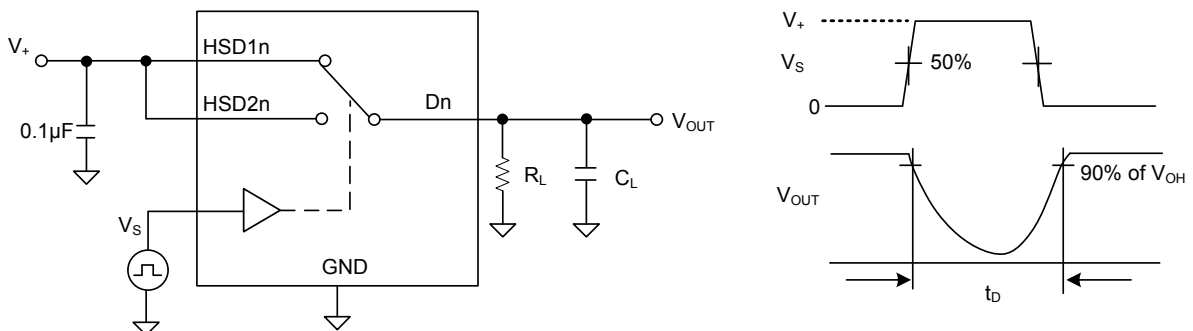 V+
HSD1n
HSD2n
Dn
0.1μF
VOUT
RL
CL
VS
GND
V+
VS
50%
0
90% of VOH
VOUT
tD